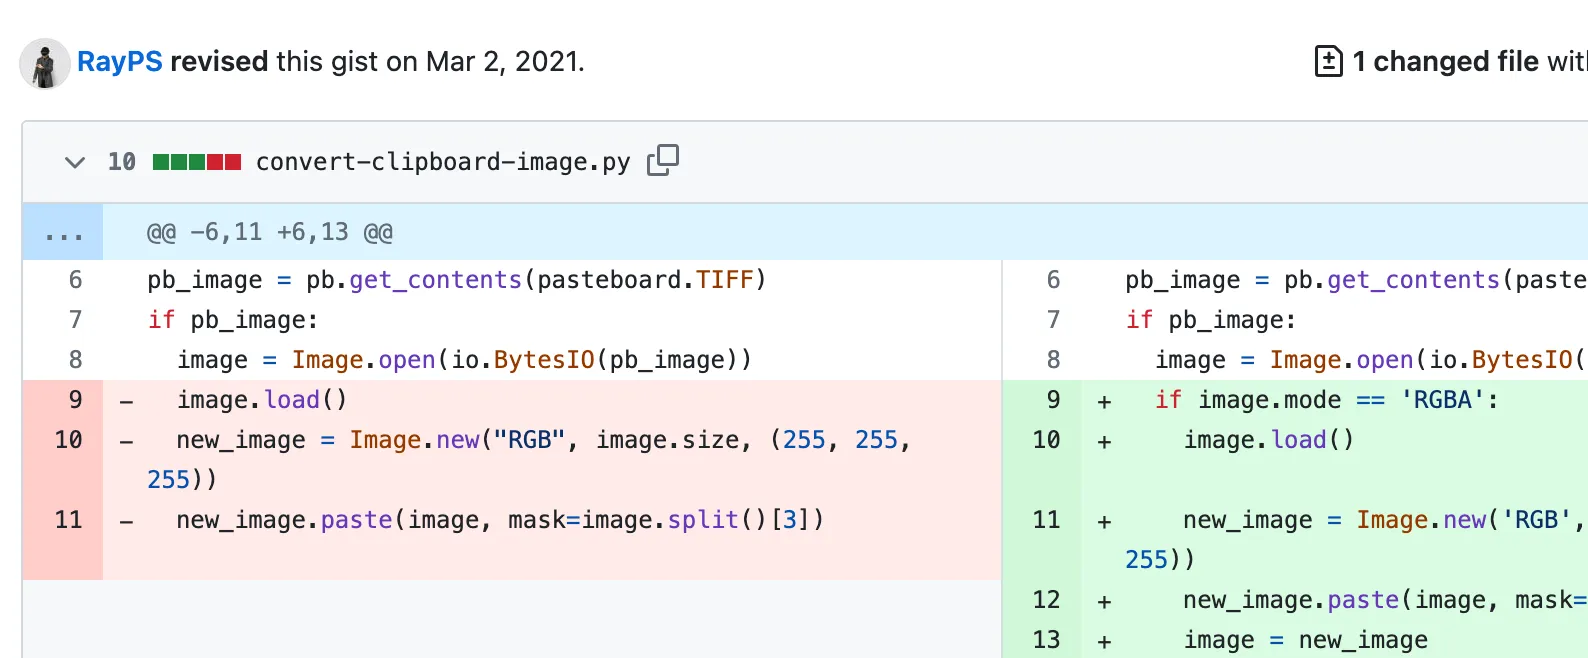 RayPS revised this gist on Mar 2, 2021.
1 changed file with
10 convert-clipboard-image.py
... @@ -6,11 +6,13 @@
6 pb_image = pb.get_contents(pasteboard.TIFF)
7 if pb_image:
8 image = Image.open(io.BytesIO(pb_image))
9 - image.load()
10 - new_image = Image.new("RGB", image.size, (255, 255,
255))
11 - new_image.paste(image, mask=image.split()[3])
6 pb_image = pb.get_contents(paste
7 if pb_image:
8 image = Image.open(io.BytesIO(
9 + if image.mode == 'RGBA':
10 + image.load()
11 + new_image = Image.new('RGB',
255))
12 + new_image.paste(image, mask=
13 + image = new_image